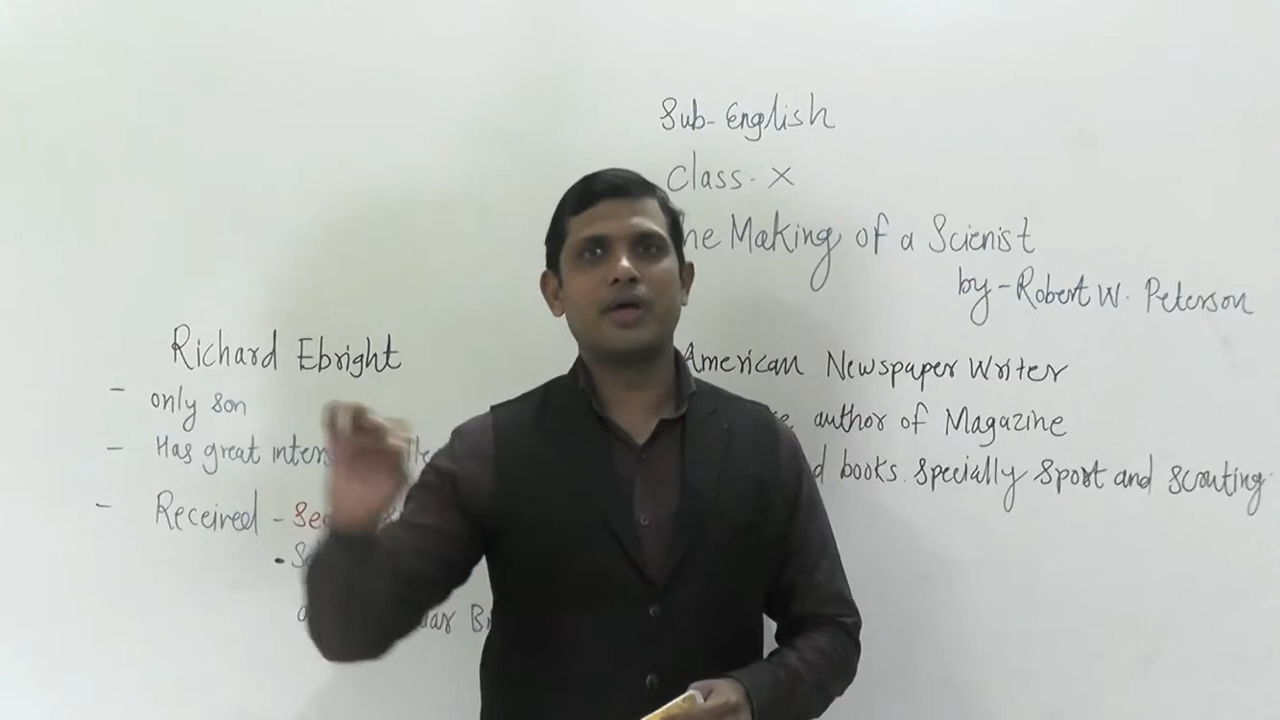 Sub- English
Class- X
he Making of a Scienist
by- Robert W. Peterson
American Newspaper Writer
author of Magazine
books. Specially Sport and Scouting
Richard Ebright
- only son
- Has great inter
- Received -